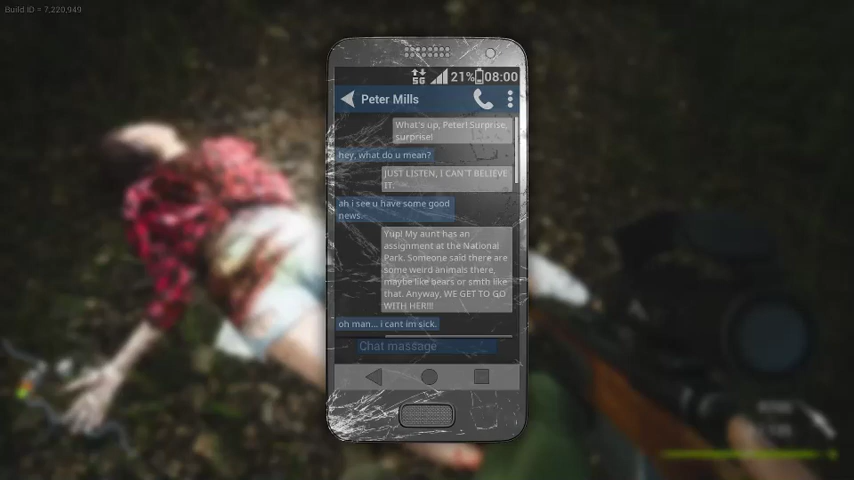 Build ID = 7,220,949
5G 21% 08:00
Peter Mills
What's up, Peter! Surprise,
surprise!
hey, what do u mean?
JUST LISTEN, I CAN'T BELIEVE
IT.
ah i see u have some good
news.
Yup! My aunt has an
assignment at the National
Park. Someone said there are
some weird animals there,
maybe like bears or smth like
that. Anyway, WE GET TO GO
WITH HER!!!
oh man... i cant im sick.
Chat massage